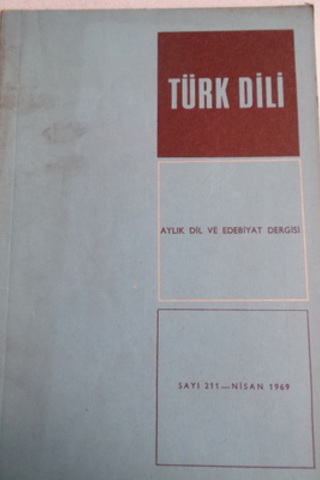 TÜRK DİLİ
AYLIK DİL VE EDEBİYAT DERGİSİ
SAYI 211—NİSAN 1969